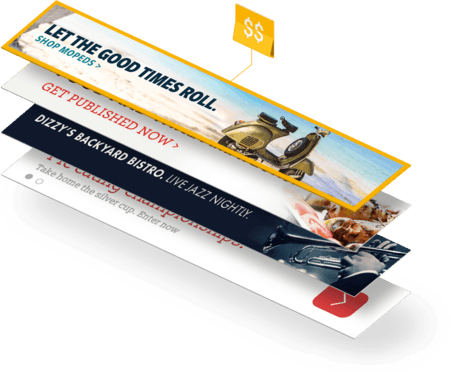 $$
LET THE GOOD TIMES ROLL.
SHOP MOPEDS >
GET PUBLISHED NOW >
DIZZY'S BACKYARD BISTRO. LIVE JAZZ NIGHTLY.
Championships.
Take home the silver cup. Enter now